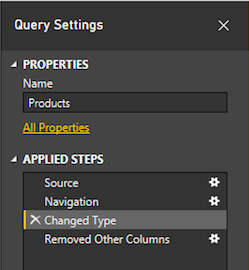 Query Settings
PROPERTIES
Name
Products
All Properties
APPLIED STEPS
Source
Navigation
Changed Type
Removed Other Columns